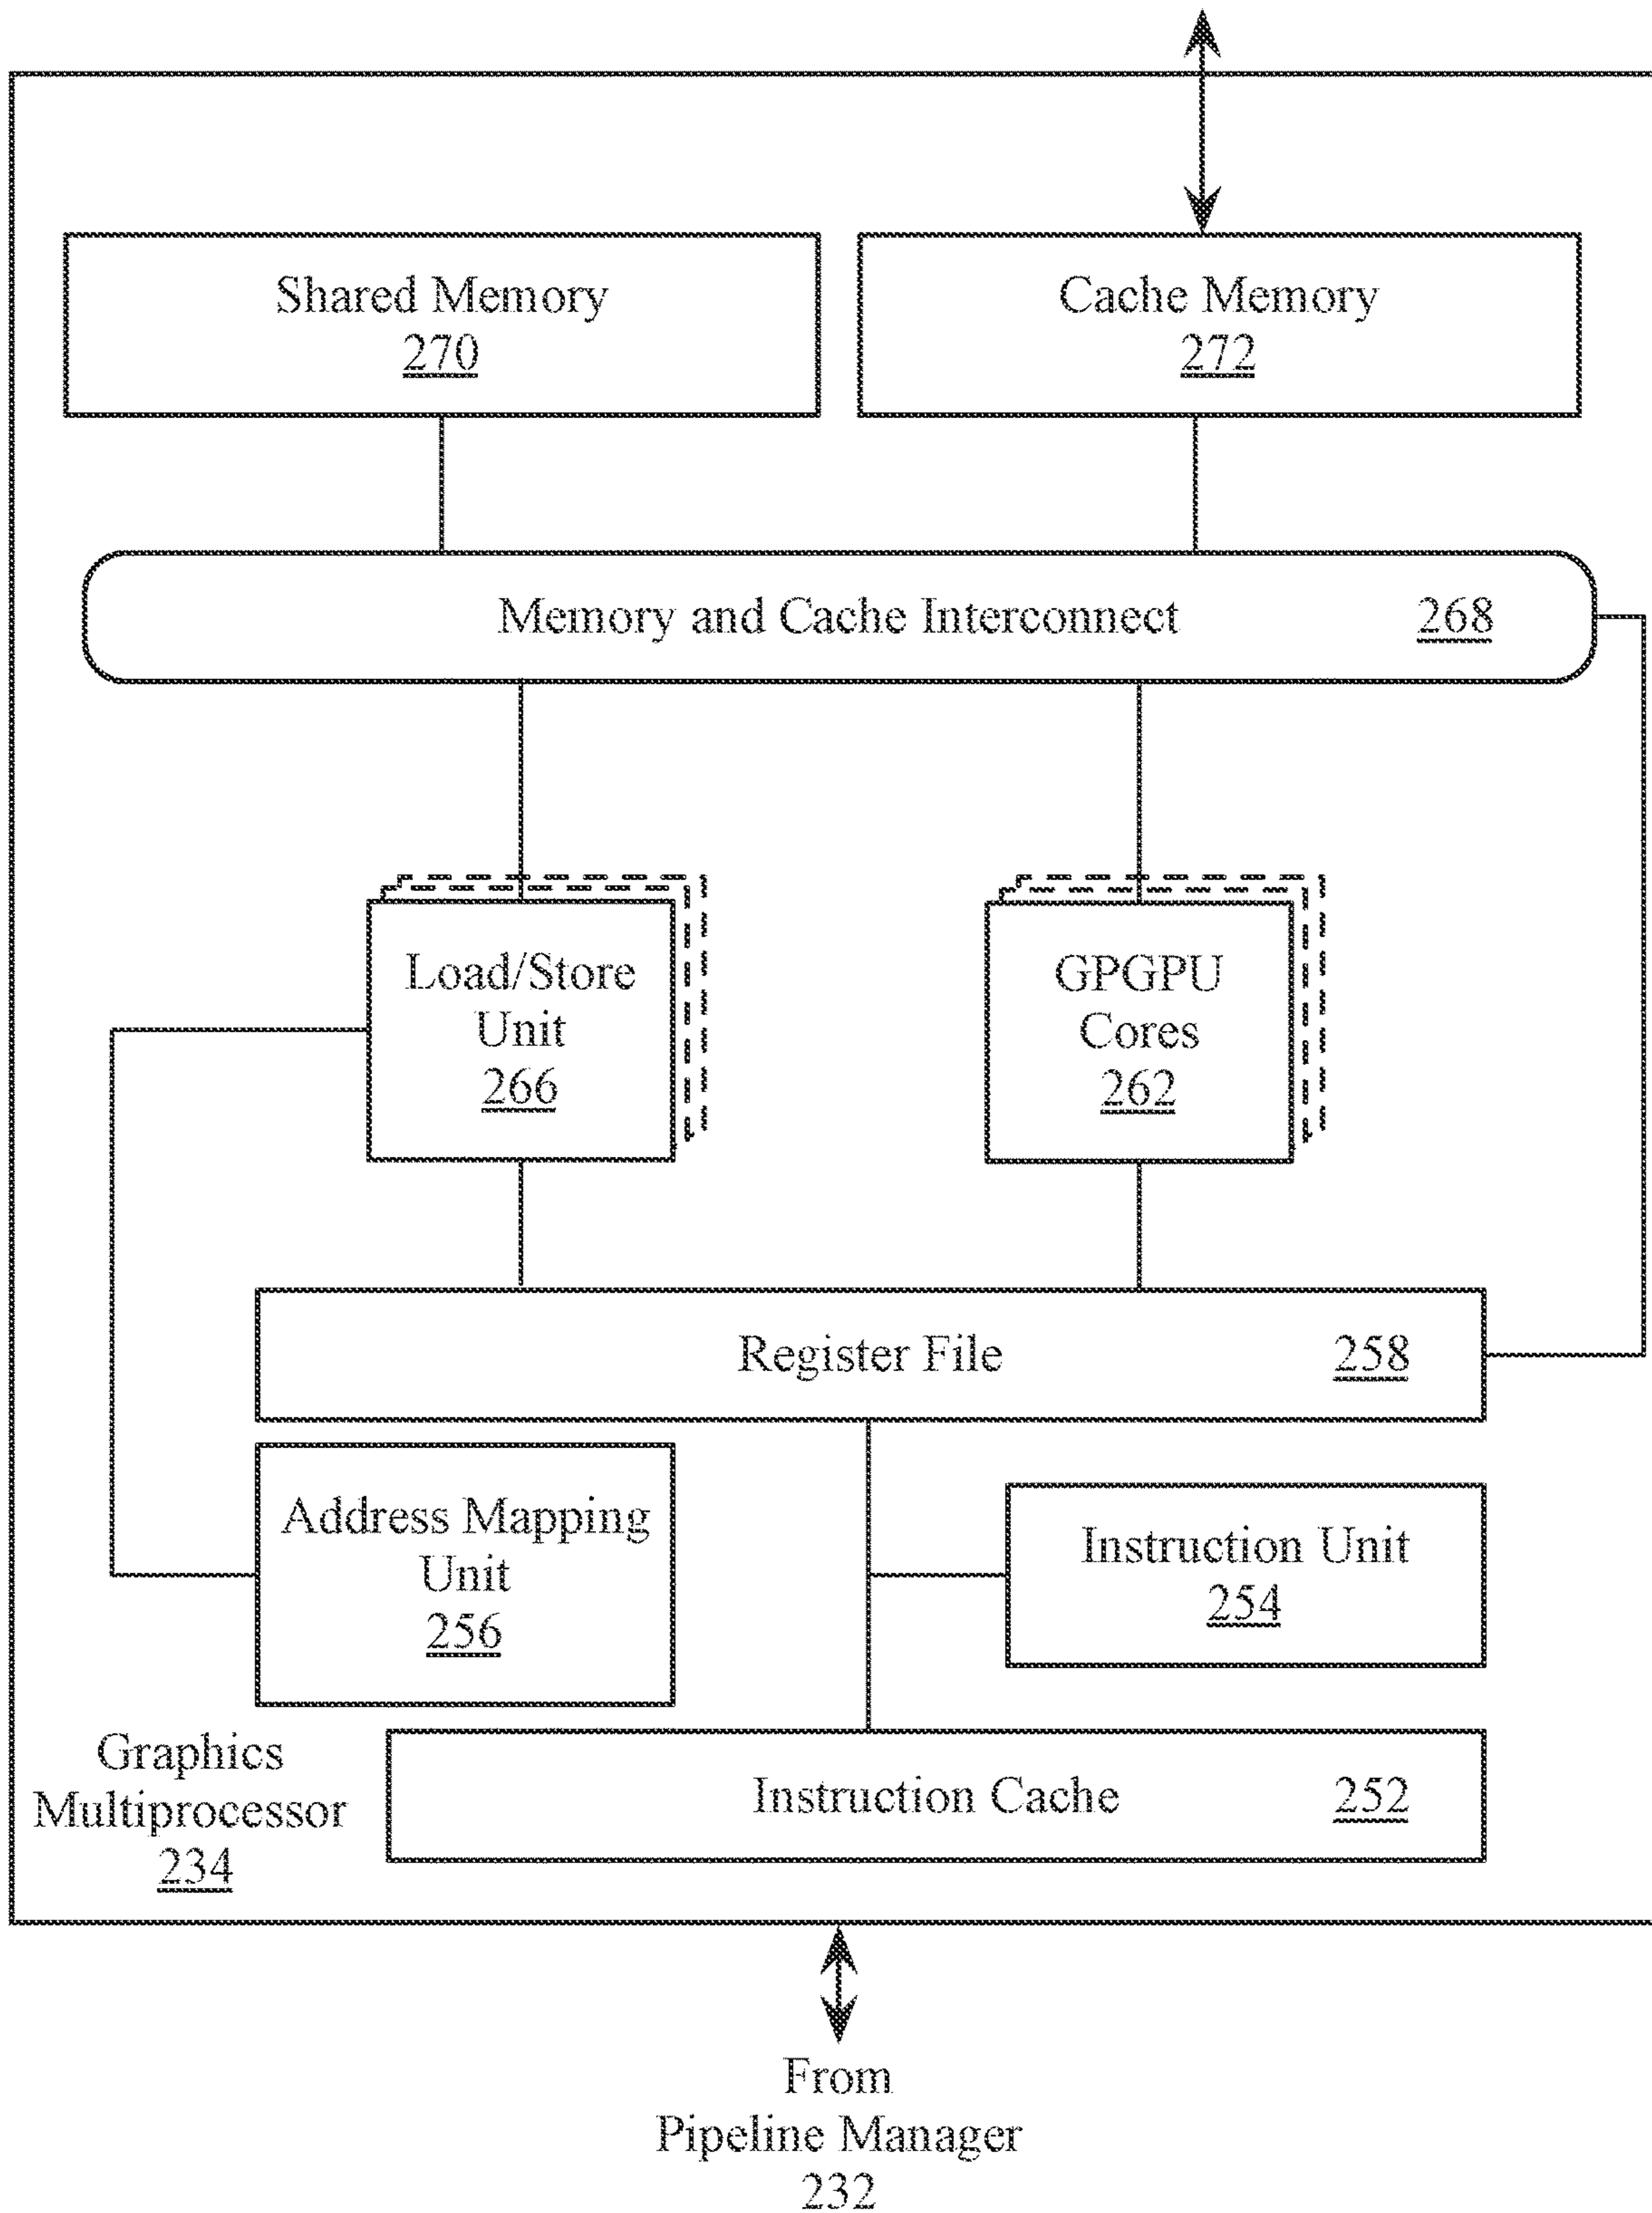 Shared Memory
270
Cache Memory
272
Memory and Cache Interconnect 268
Load/Store
Unit
266
GPGPU
Cores
262
Register File 258
Address Mapping
Unit
256
Instruction Unit
254
Graphics
Multiprocessor
234
Instruction Cache 252
From
Pipeline Manager
232